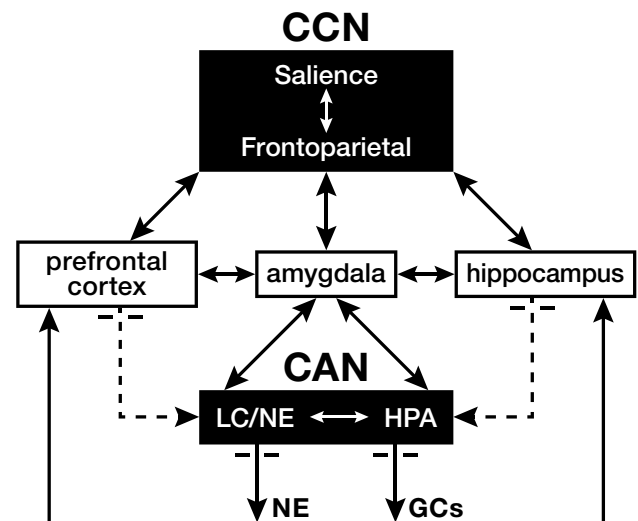 CCN
Salience
Frontoparietal
prefrontal
cortex
amygdala
hippocampus
CAN
LC/NE
HPA
NE
GCs